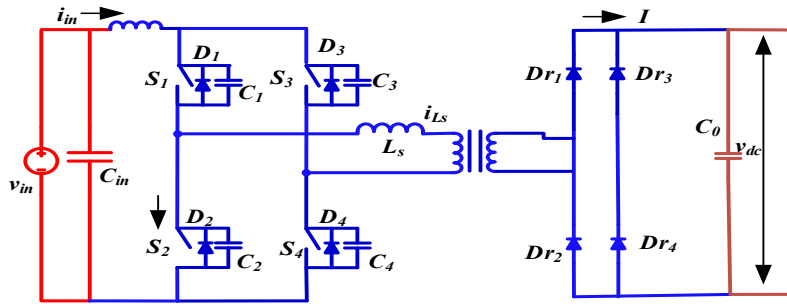 i_in
I
D_1
D_3
S_1
C_1
S_3
C_3
Dr_1
Dr_3
i_Ls
L_s
C_0
v_dc
v_in
C_in
D_2
D_4
S_2
C_2
S_4
C_4
Dr_2
Dr_4